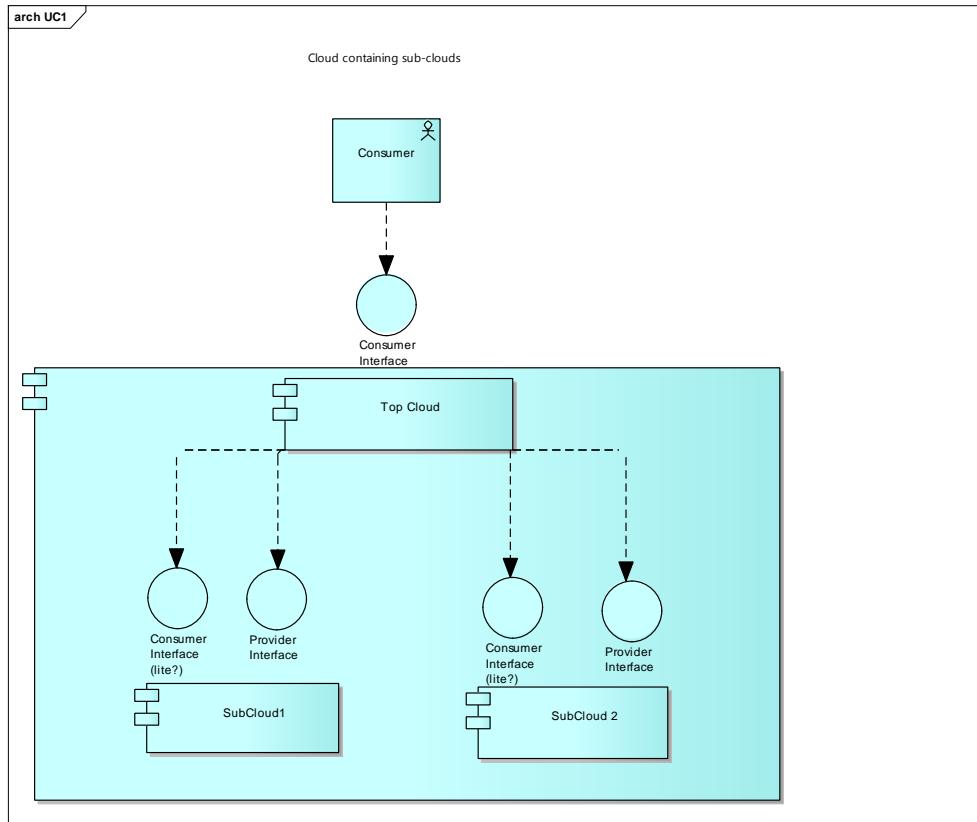 arch UC1
Cloud containing sub-clouds
Consumer
Consumer
Interface
Top Cloud
Consumer
Interface
(lite?)
Provider
Interface
Consumer
Interface
(lite?)
Provider
Interface
SubCloud1
SubCloud 2